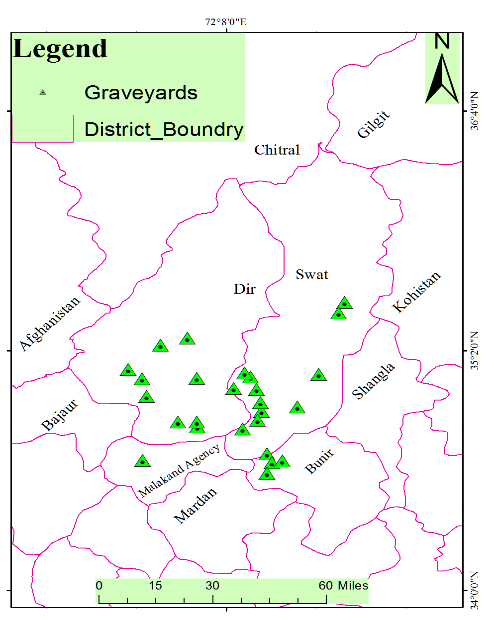 72°8'0"E
Legend
N
Graveyards
District_Boundry
36°4'0"N
Gilgit
Chitral
Dir
Swat
Kohistan
Afghanistan
35°2'0"N
Shangla
Bajaur
Malakand Agency
Bunir
Mardan
0 15 30 60 Miles
34°0'0"N